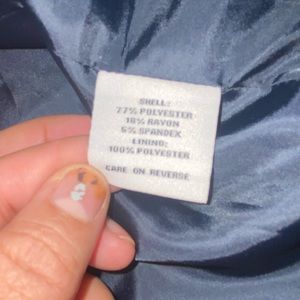 SHELL:
77% POLYESTER
18% RAYON
5% SPANDEX
LINING:
100% POLYESTER
CARE ON REVERSE